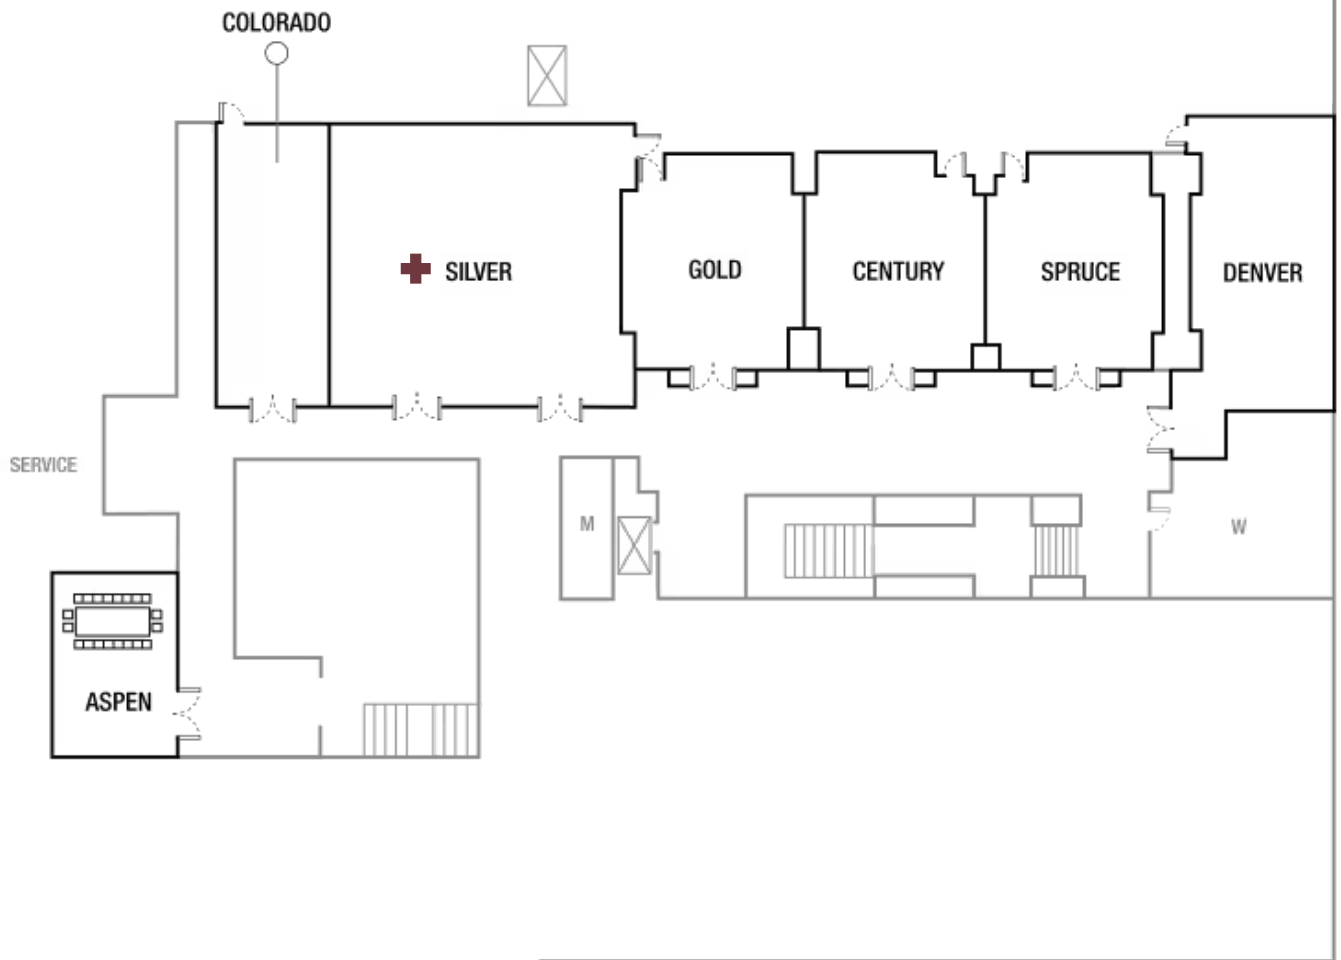 COLORADO
SILVER
GOLD
CENTURY
SPRUCE
DENVER
SERVICE
M
W
ASPEN